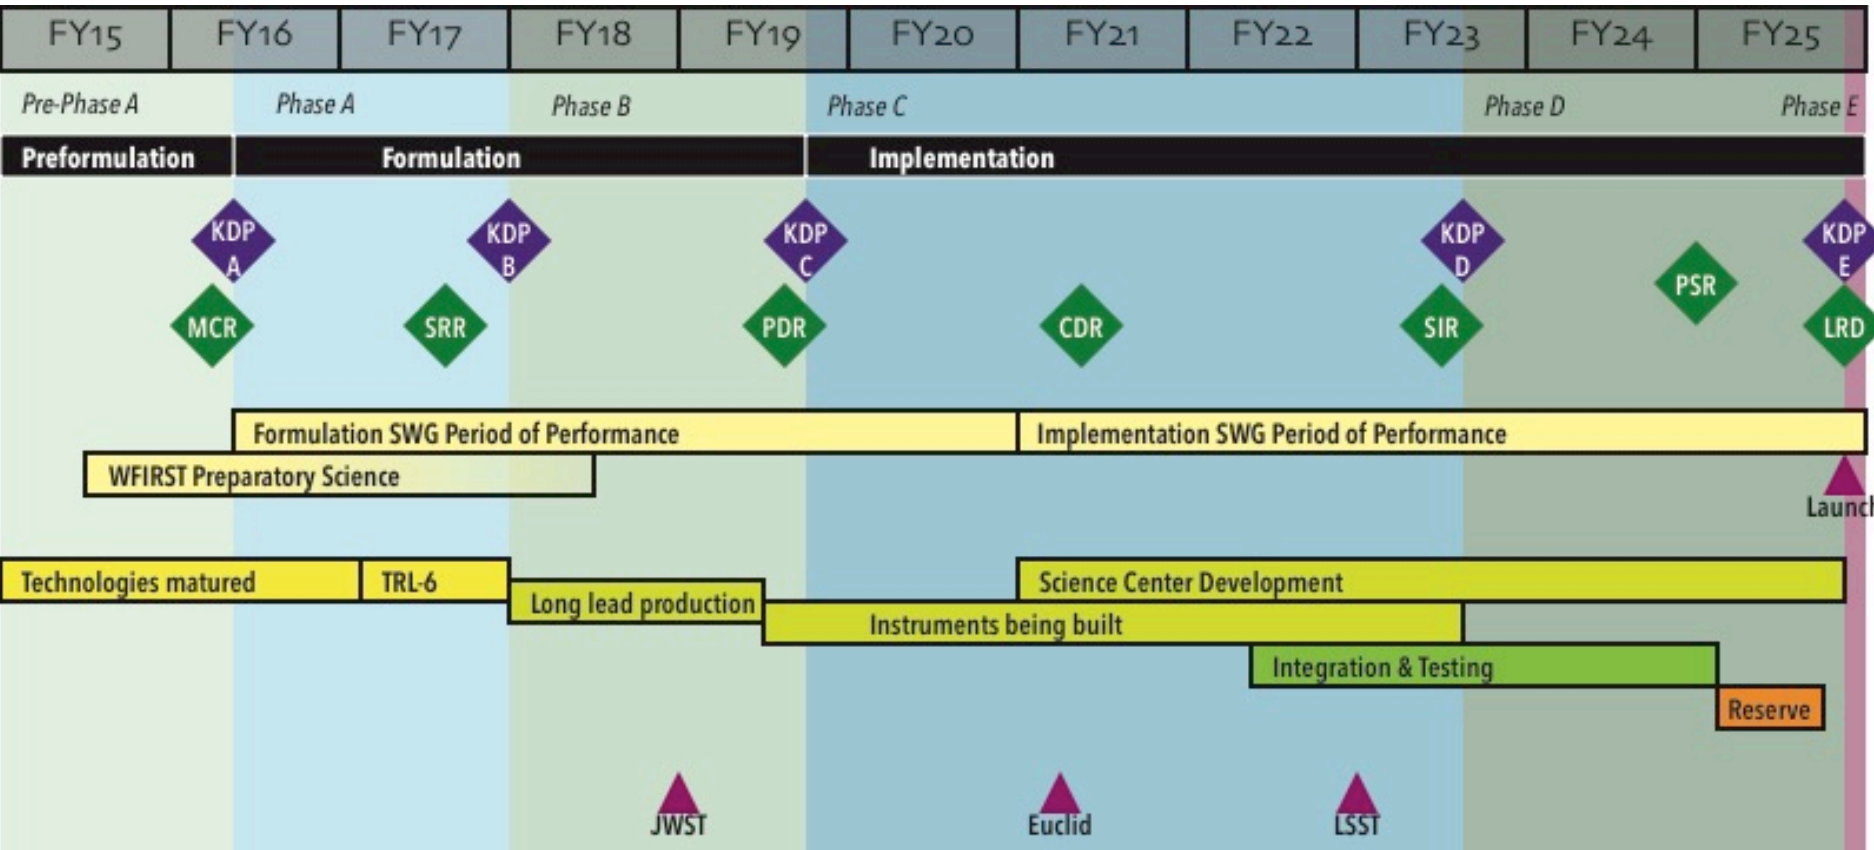 FY15 FY16 FY17 FY18 FY19 FY20 FY21 FY22 FY23 FY24 FY25
Pre-Phase A Phase A Phase B Phase C Phase D Phase E
Preformulation Formulation Implementation
KDP A KDP B KDP C KDP D KDP E
PSR
MCR SRR PDR CDR SIR LRD
Formulation SWG Period of Performance Implementation SWG Period of Performance
WFIRST Preparatory Science
Launch
Technologies matured TRL-6 Science Center Development
Long lead production
Instruments being built
Integration & Testing
Reserve
JWST Euclid LSST